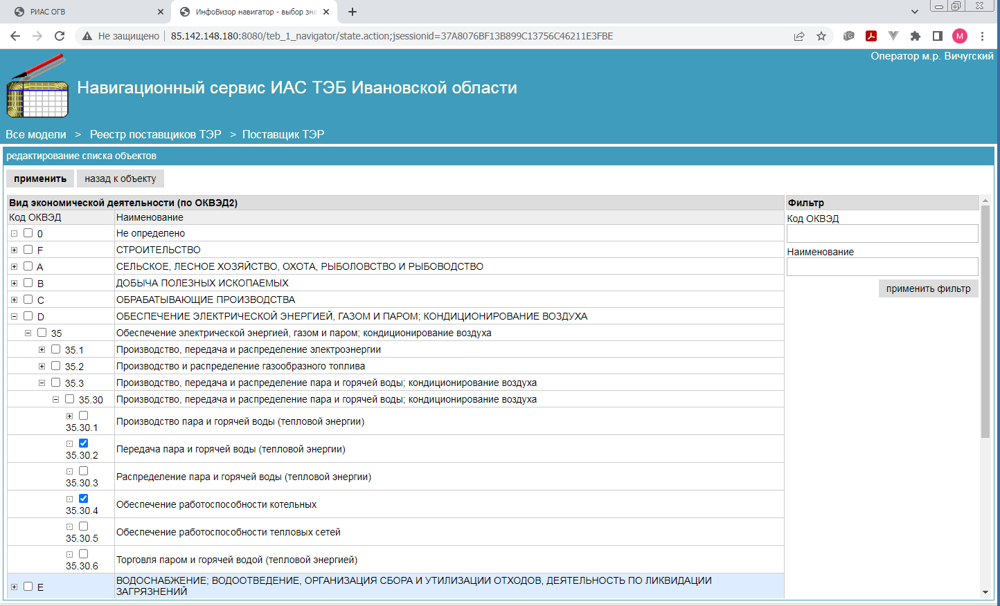 РИАС ОГВ
ИнфоВизор навигатор - выбор зна
Не защищено
85.142.148.180:8080/teb_1_navigator/state.action;jsessionid=37A8076BF13B899C13756C46211E3FBE
M
Оператор м.р. Вичугский
Навигационный сервис ИАС ТЭБ Ивановской области
Все модели > Реестр поставщиков ТЭР > Поставщик ТЭР
редактирование списка объектов
применить назад к объекту
Вид экономической деятельности (по ОКВЭД2)
Код ОКВЭД Наименование
0 Не определено
F СТРОИТЕЛЬСТВО
A СЕЛЬСКОЕ, ЛЕСНОЕ ХОЗЯЙСТВО, ОХОТА, РЫБОЛОВСТВО И РЫБОВОДСТВО
B ДОБЫЧА ПОЛЕЗНЫХ ИСКОПАЕМЫХ
C ОБРАБАТЫВАЮЩИЕ ПРОИЗВОДСТВА
D ОБЕСПЕЧЕНИЕ ЭЛЕКТРИЧЕСКОЙ ЭНЕРГИЕЙ, ГАЗОМ И ПАРОМ; КОНДИЦИОНИРОВАНИЕ ВОЗДУХА
35 Обеспечение электрической энергией, газом и паром; кондиционирование воздуха
35.1 Производство, передача и распределение электроэнергии
35.2 Производство и распределение газообразного топлива
35.3 Производство, передача и распределение пара и горячей воды; кондиционирование воздуха
35.30 Производство, передача и распределение пара и горячей воды; кондиционирование воздуха
35.30.1 Производство пара и горячей воды (тепловой энергии)
35.30.2 Передача пара и горячей воды (тепловой энергии)
35.30.3 Распределение пара и горячей воды (тепловой энергии)
35.30.4 Обеспечение работоспособности котельных
35.30.5 Обеспечение работоспособности тепловых сетей
35.30.6 Торговля паром и горячей водой (тепловой энергией)
E ВОДОСНАБЖЕНИЕ; ВОДООТВЕДЕНИЕ, ОРГАНИЗАЦИЯ СБОРА И УТИЛИЗАЦИИ ОТХОДОВ, ДЕЯТЕЛЬНОСТЬ ПО ЛИКВИДАЦИИ
ЗАГРЯЗНЕНИЙ
Фильтр
Код ОКВЭД
Наименование
применить фильтр